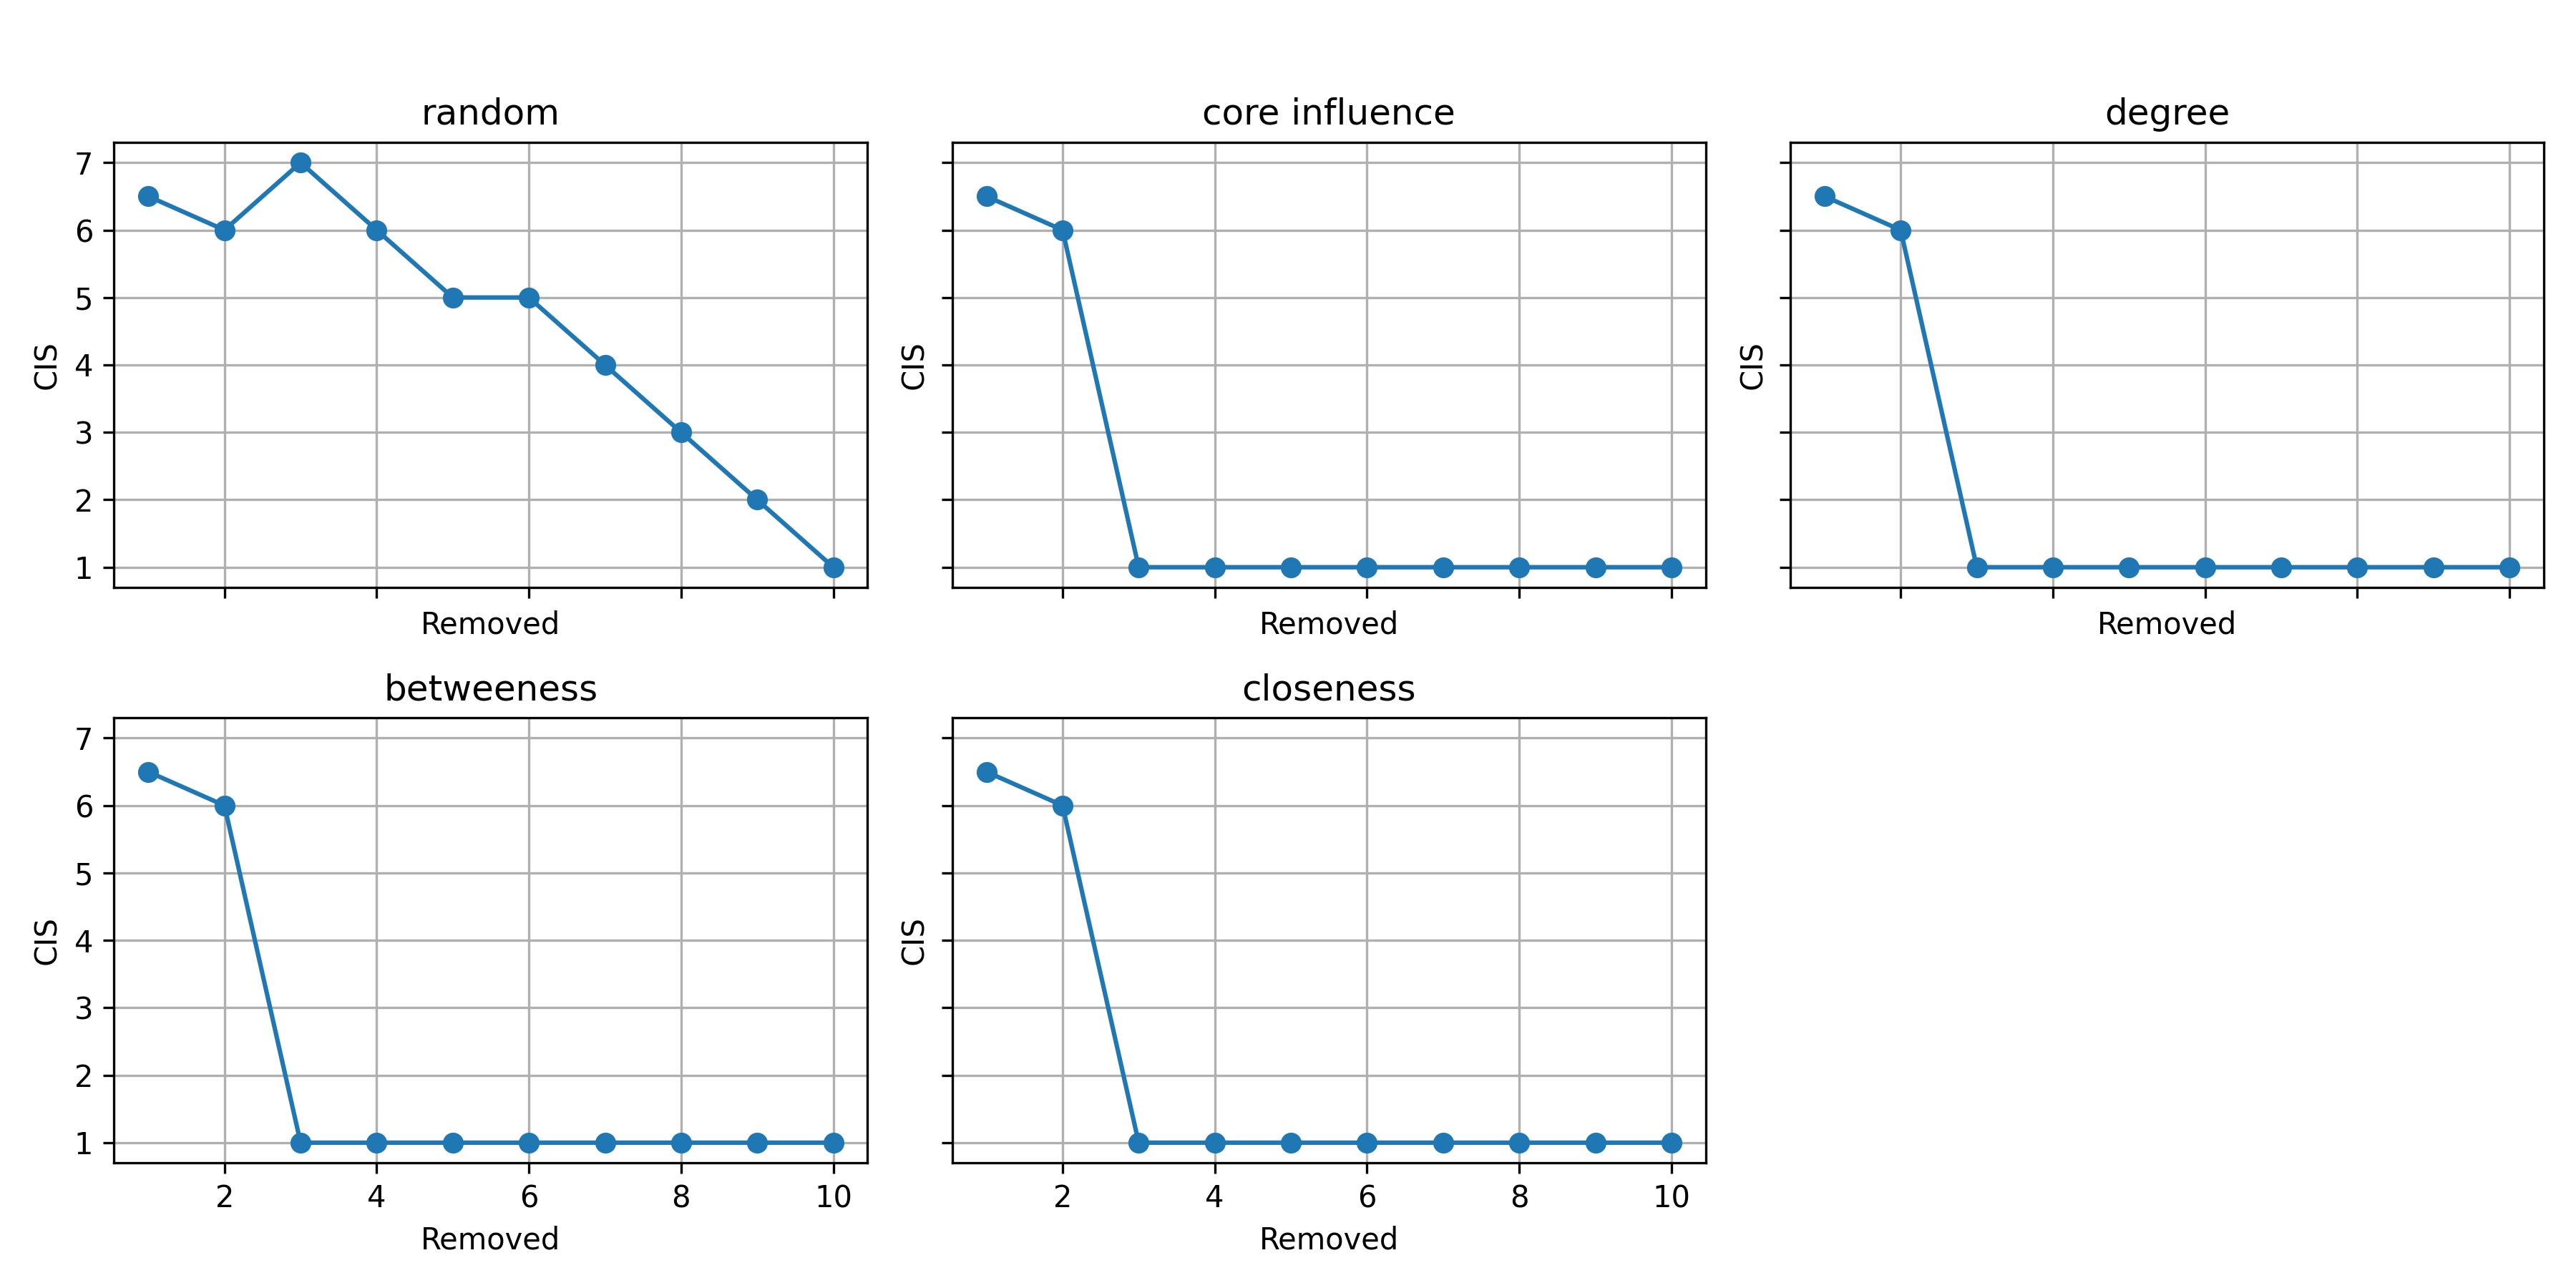 random
core influence
degree
7
6
5
4
3
2
1
CIS
CIS
CIS
Removed
Removed
Removed
betweeness
closeness
7
6
5
4
3
2
1
CIS
CIS
2 4 6 8 10
2 4 6 8 10
Removed
Removed